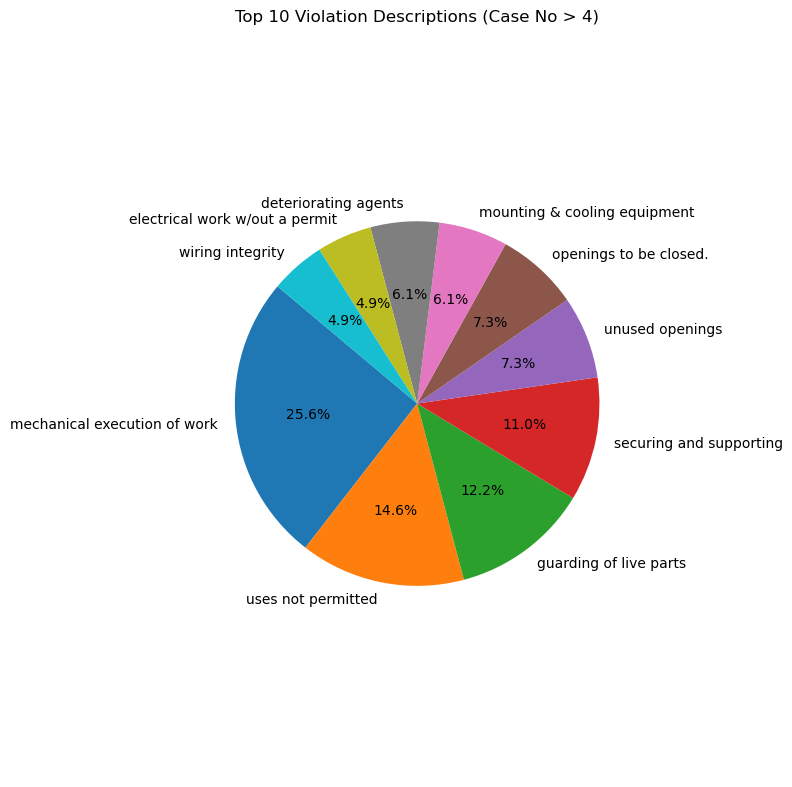 Top 10 Violation Descriptions (Case No > 4)
deteriorating agents
mounting & cooling equipment
electrical work w/out a permit
wiring integrity
openings to be closed.
unused openings
mechanical execution of work
securing and supporting
guarding of live parts
uses not permitted
6.1%
6.1%
4.9%
4.9%
7.3%
7.3%
25.6%
11.0%
12.2%
14.6%